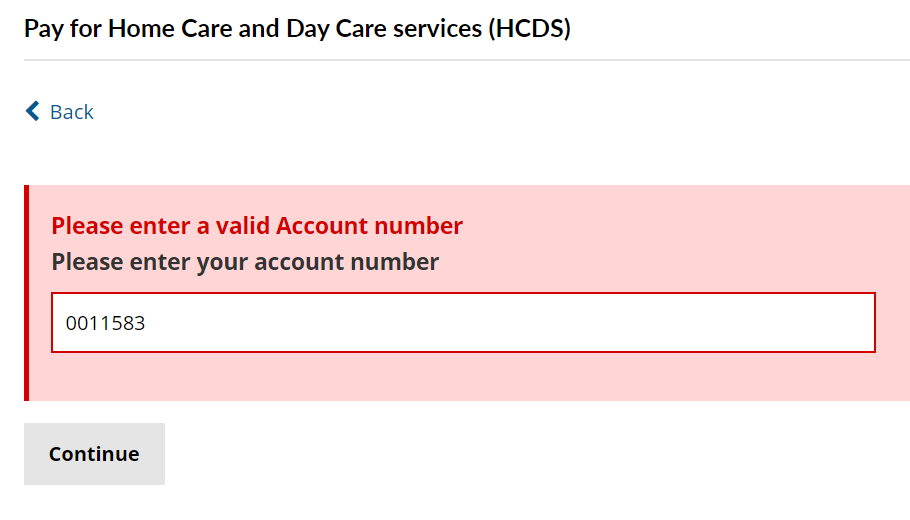 Pay for Home Care and Day Care services (HCDS)
Back
Please enter a valid Account number
Please enter your account number
0011583
Continue